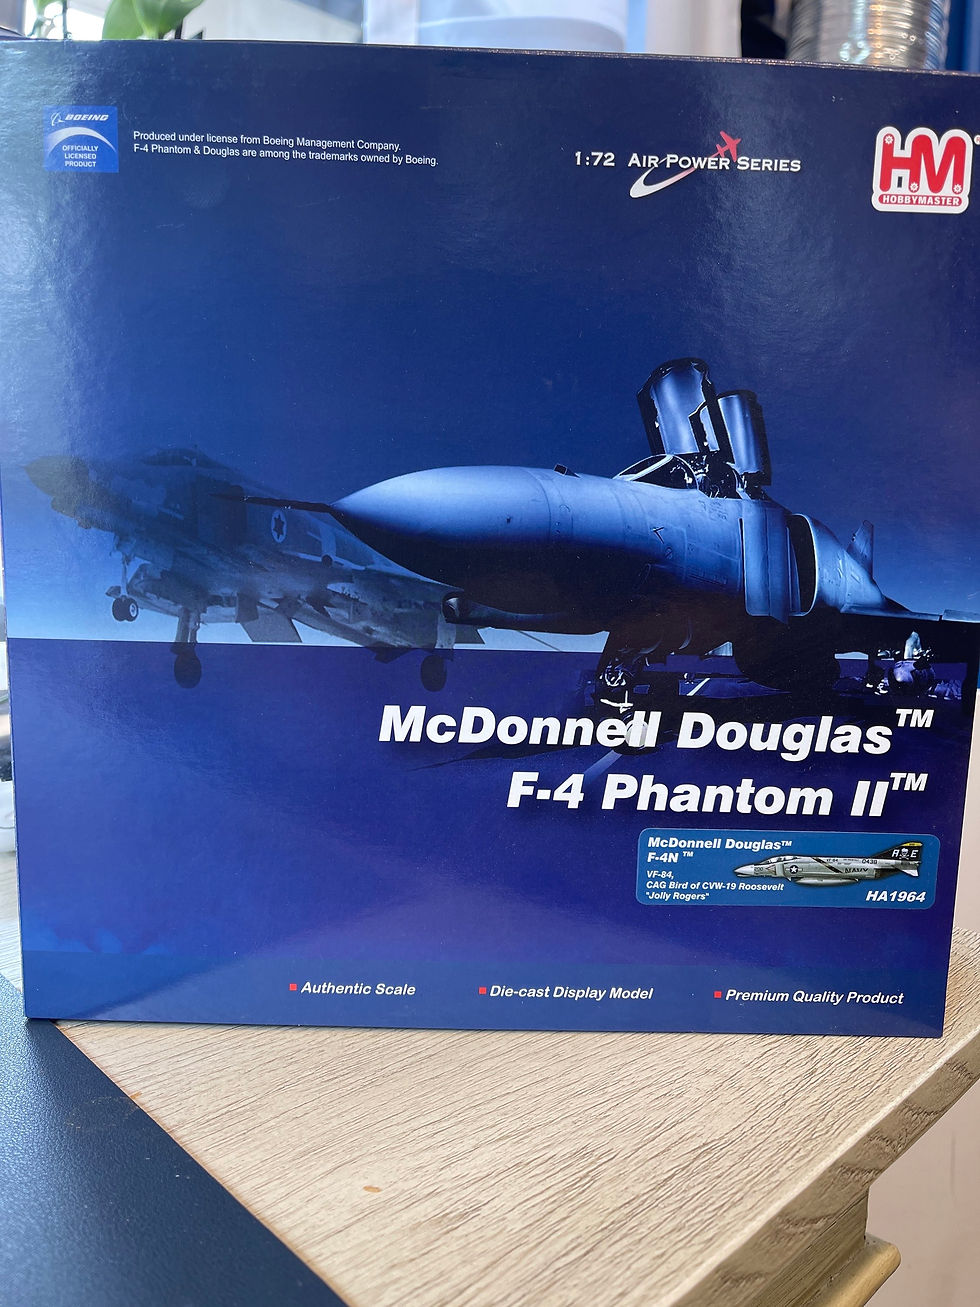 BOEING
OFFICIALLY
LICENSED
PRODUCT
Produced under license from Boeing Management Company.
F-4 Phantom & Douglas are among the trademarks owned by Boeing.
1:72 AIR POWER SERIES
HM
HOBBYMASTER
McDonnell Douglas™
F-4 Phantom II™
McDonnell Douglas™
F-4N ™
VF-84,
CAG Bird of CVW-19 Roosevelt
"Jolly Rogers"
A E
NAVY
HA1964
Authentic Scale
Die-cast Display Model
Premium Quality Product